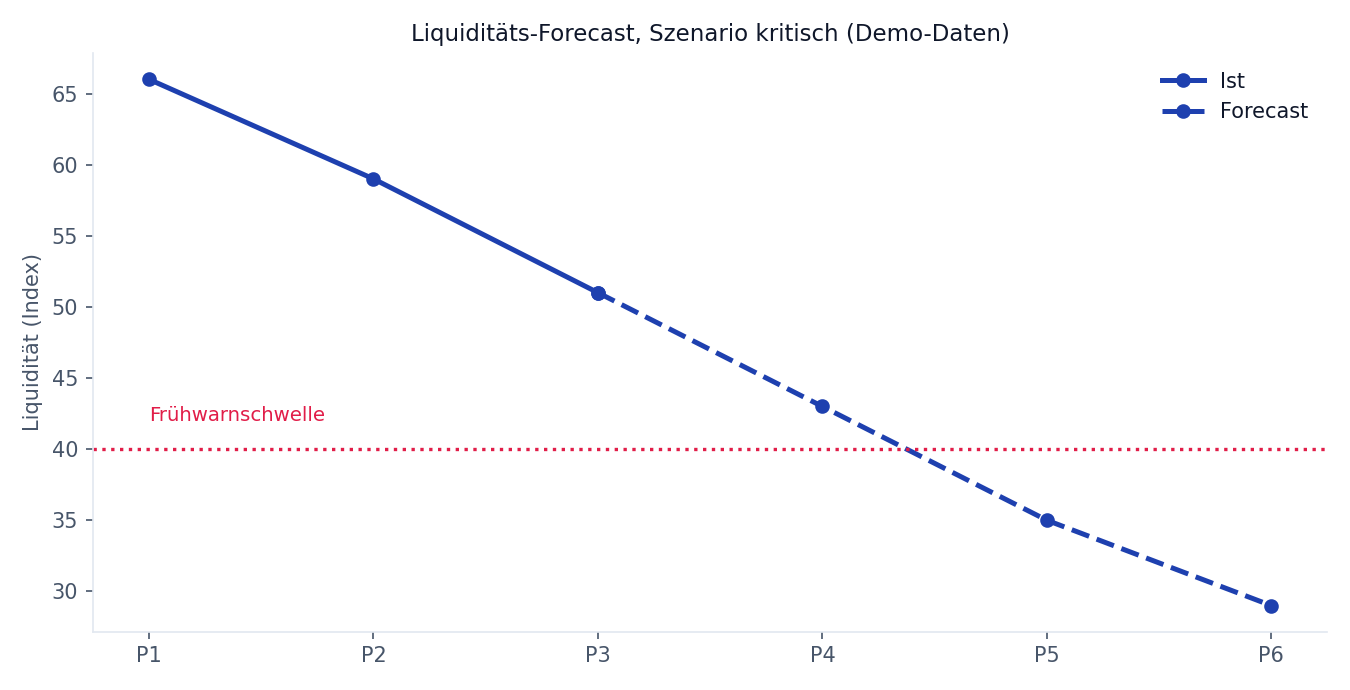 Liquiditäts-Forecast, Szenario kritisch (Demo-Daten)
Ist
Forecast
Liquidität (Index)
65
60
55
50
45
40
35
30
Frühwarnschwelle
P1 P2 P3 P4 P5 P6